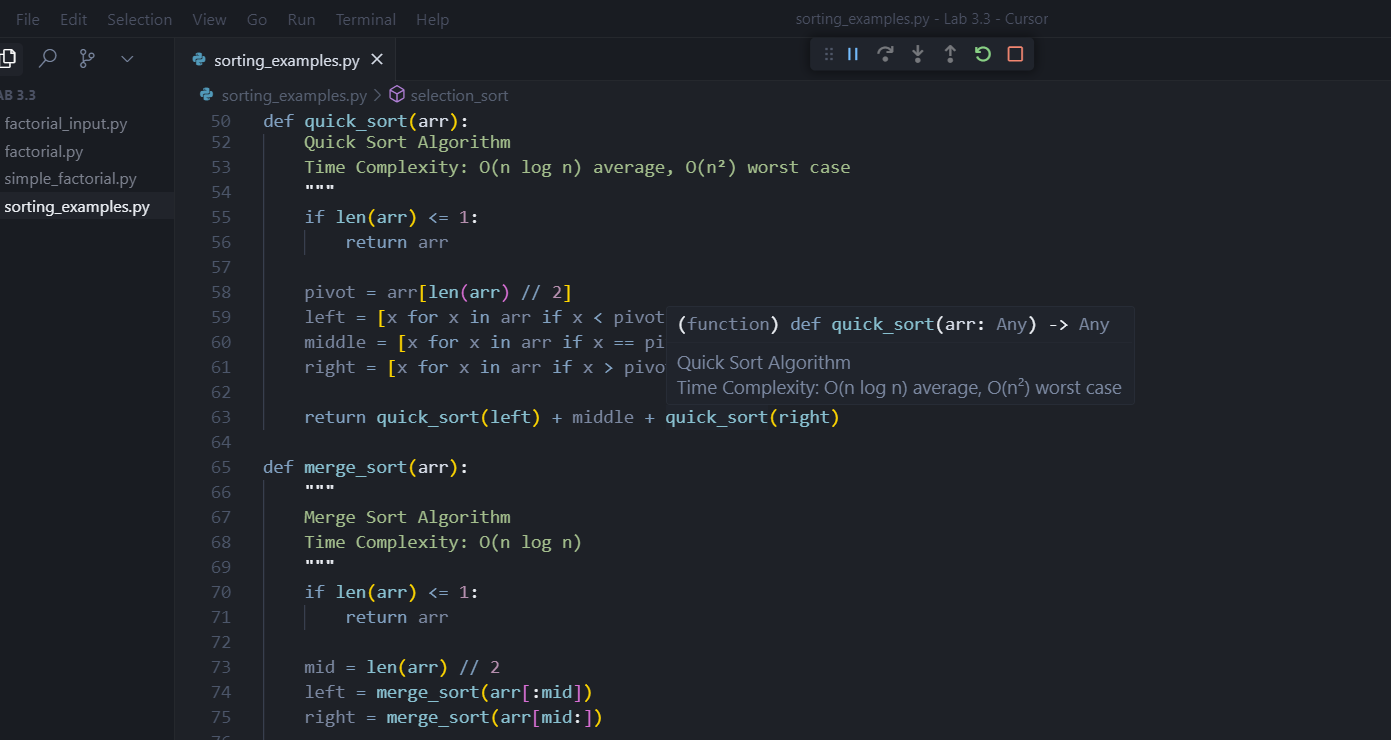 File Edit Selection View Go Run Terminal Help
sorting_examples.py - Lab 3.3 - Cursor
sorting_examples.py
AB 3.3
factorial_input.py
factorial.py
simple_factorial.py
sorting_examples.py
sorting_examples.py > selection_sort
50 def quick_sort(arr):
52 Quick Sort Algorithm
53 Time Complexity: O(n log n) average, O(n²) worst case
54 """
55 if len(arr) <= 1:
56 return arr
57
58 pivot = arr[len(arr) // 2]
59 left = [x for x in arr if x < pivot
60 middle = [x for x in arr if x == pi
61 right = [x for x in arr if x > pivo
(function) def quick_sort(arr: Any) -> Any
Quick Sort Algorithm
Time Complexity: O(n log n) average, O(n²) worst case
62
63 return quick_sort(left) + middle + quick_sort(right)
64
65 def merge_sort(arr):
66 """
67 Merge Sort Algorithm
68 Time Complexity: O(n log n)
69 """
70 if len(arr) <= 1:
71 return arr
72
73 mid = len(arr) // 2
74 left = merge_sort(arr[:mid])
75 right = merge_sort(arr[mid:])